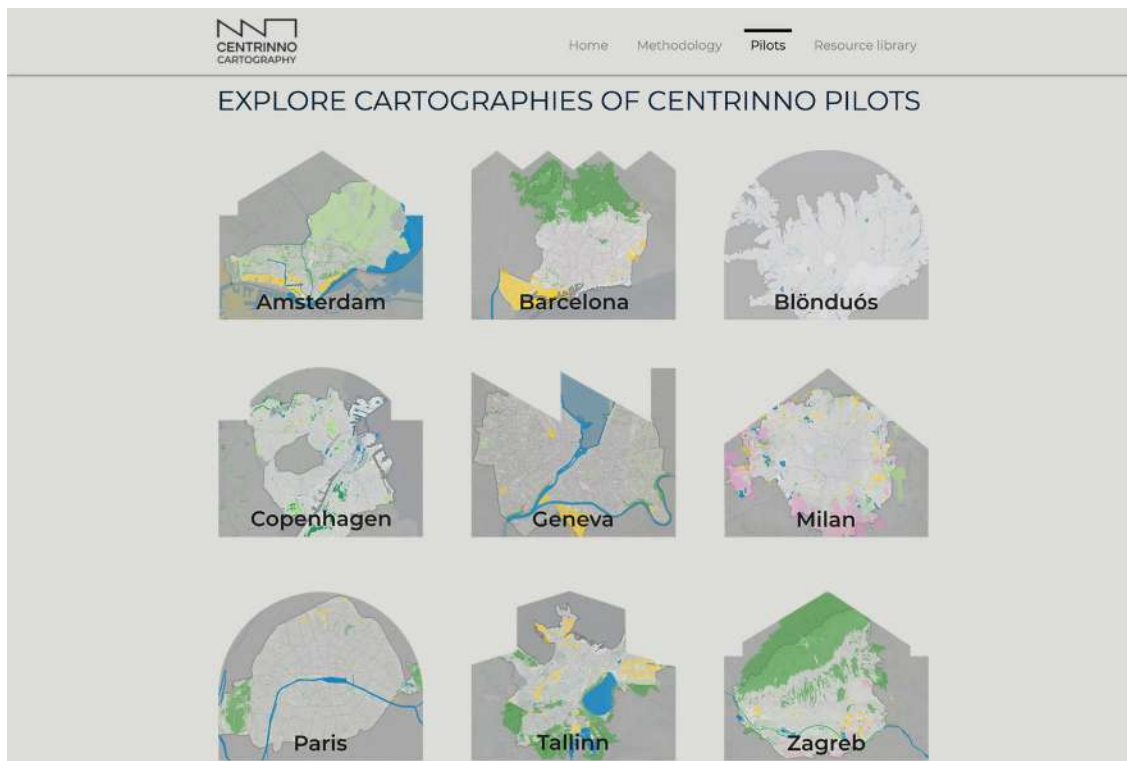 CENTRINNO
CARTOGRAPHY
Home Methodology Pilots Resource library
EXPLORE CARTOGRAPHIES OF CENTRINNO PILOTS
Amsterdam Barcelona Blönduós
Copenhagen Geneva Milan
Paris Tallinn Zagreb